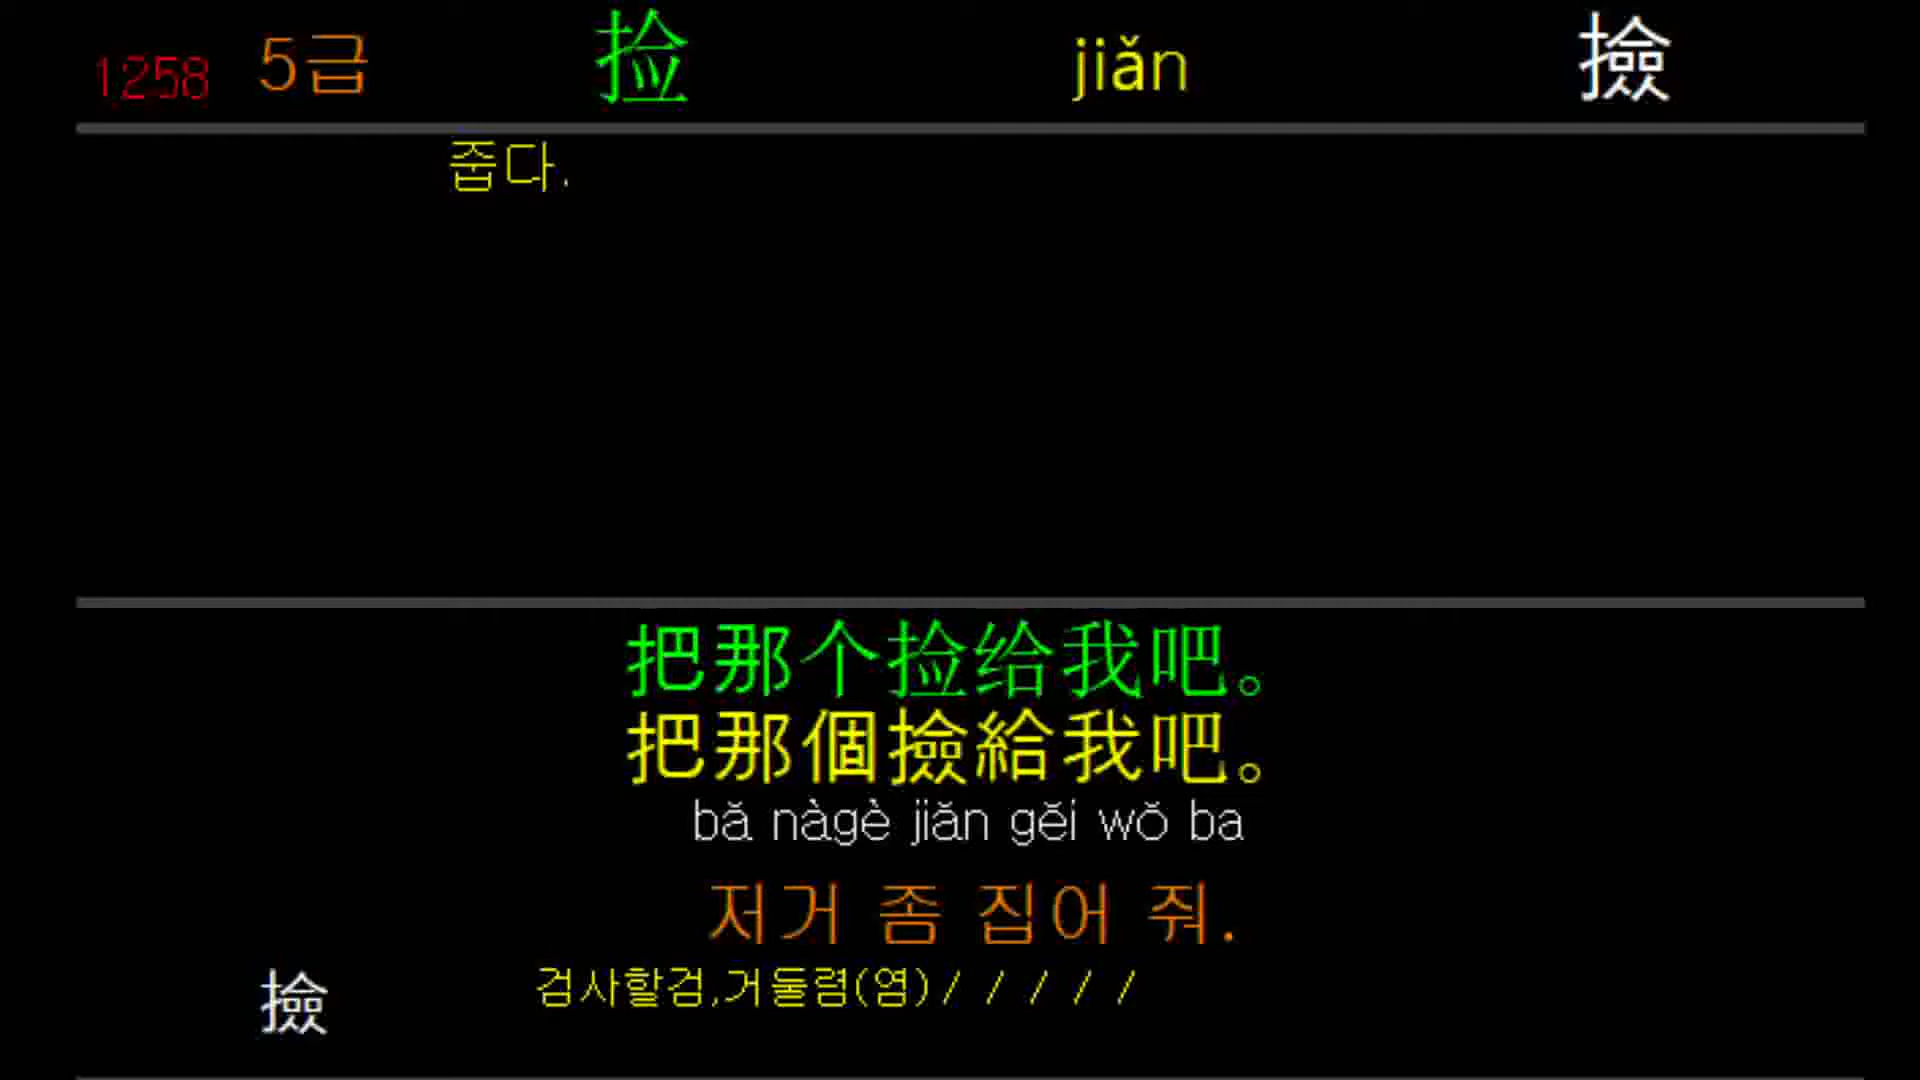 1258 5급 捡 jiǎn 撿
줍다.
把那个捡给我吧。
把那個撿給我吧。
bǎ nàgè jiǎn gěi wǒ ba
저거 좀 집어 줘.
撿 검사할검,거둘렴(염)/ / / / /